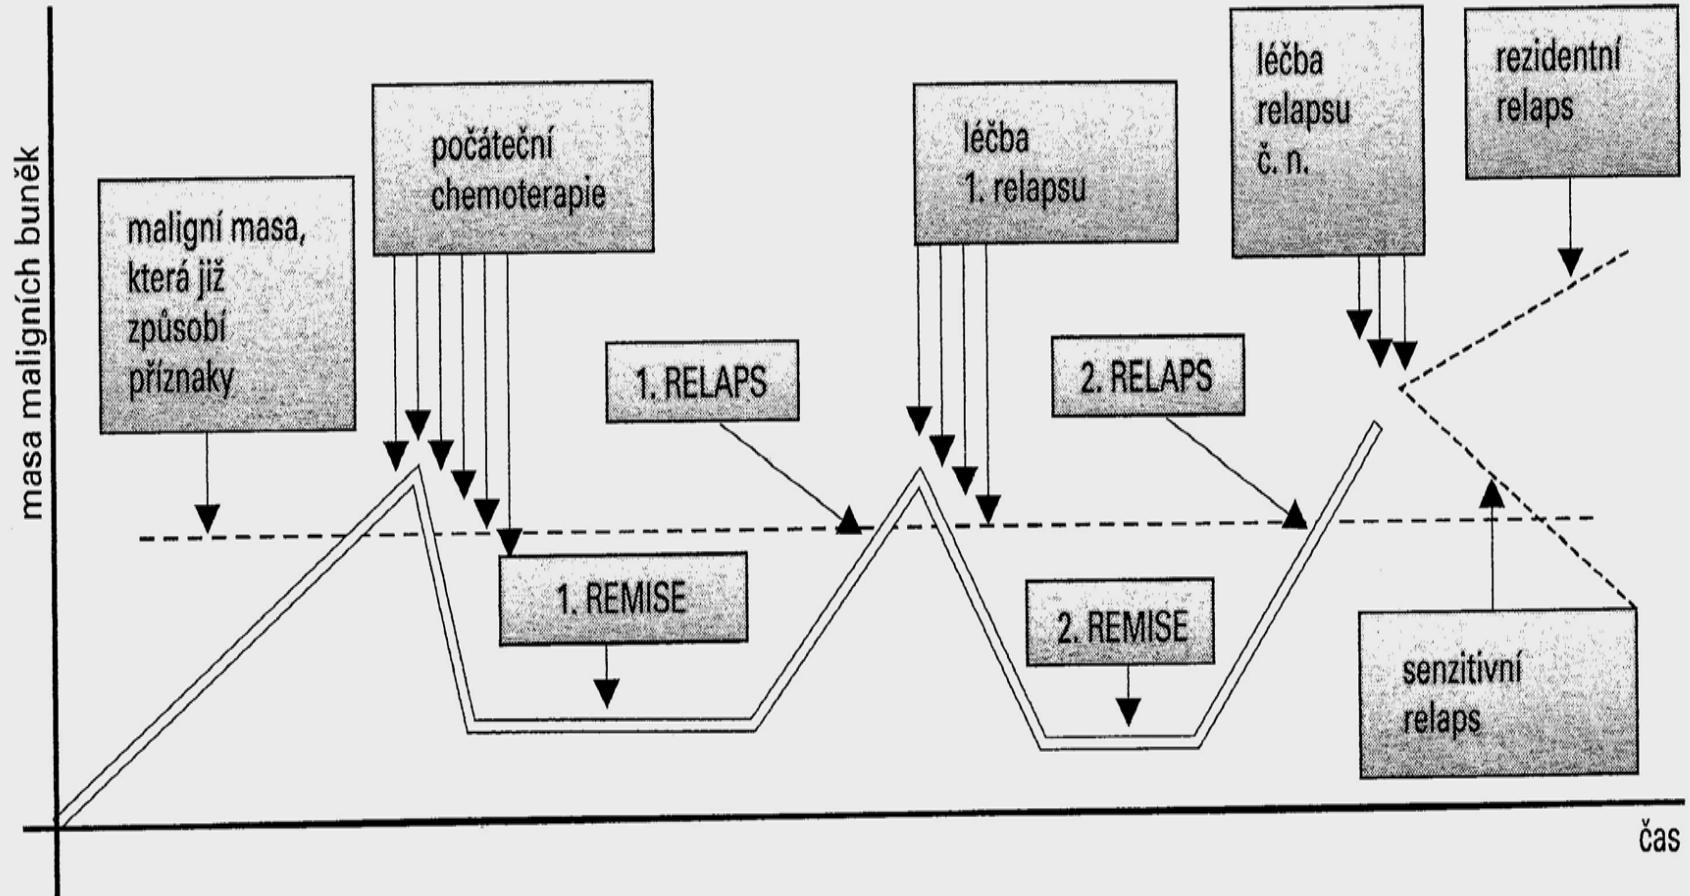 masa maligních buněk
maligní masa,
která již
způsobí
příznaky
počáteční
chemoterapie
1. RELAPS
1. REMISE
léčba
1. relapsu
2. RELAPS
2. REMISE
léčba
relapsu
č. n.
rezidentní
relaps
senzitivní
relaps
čas